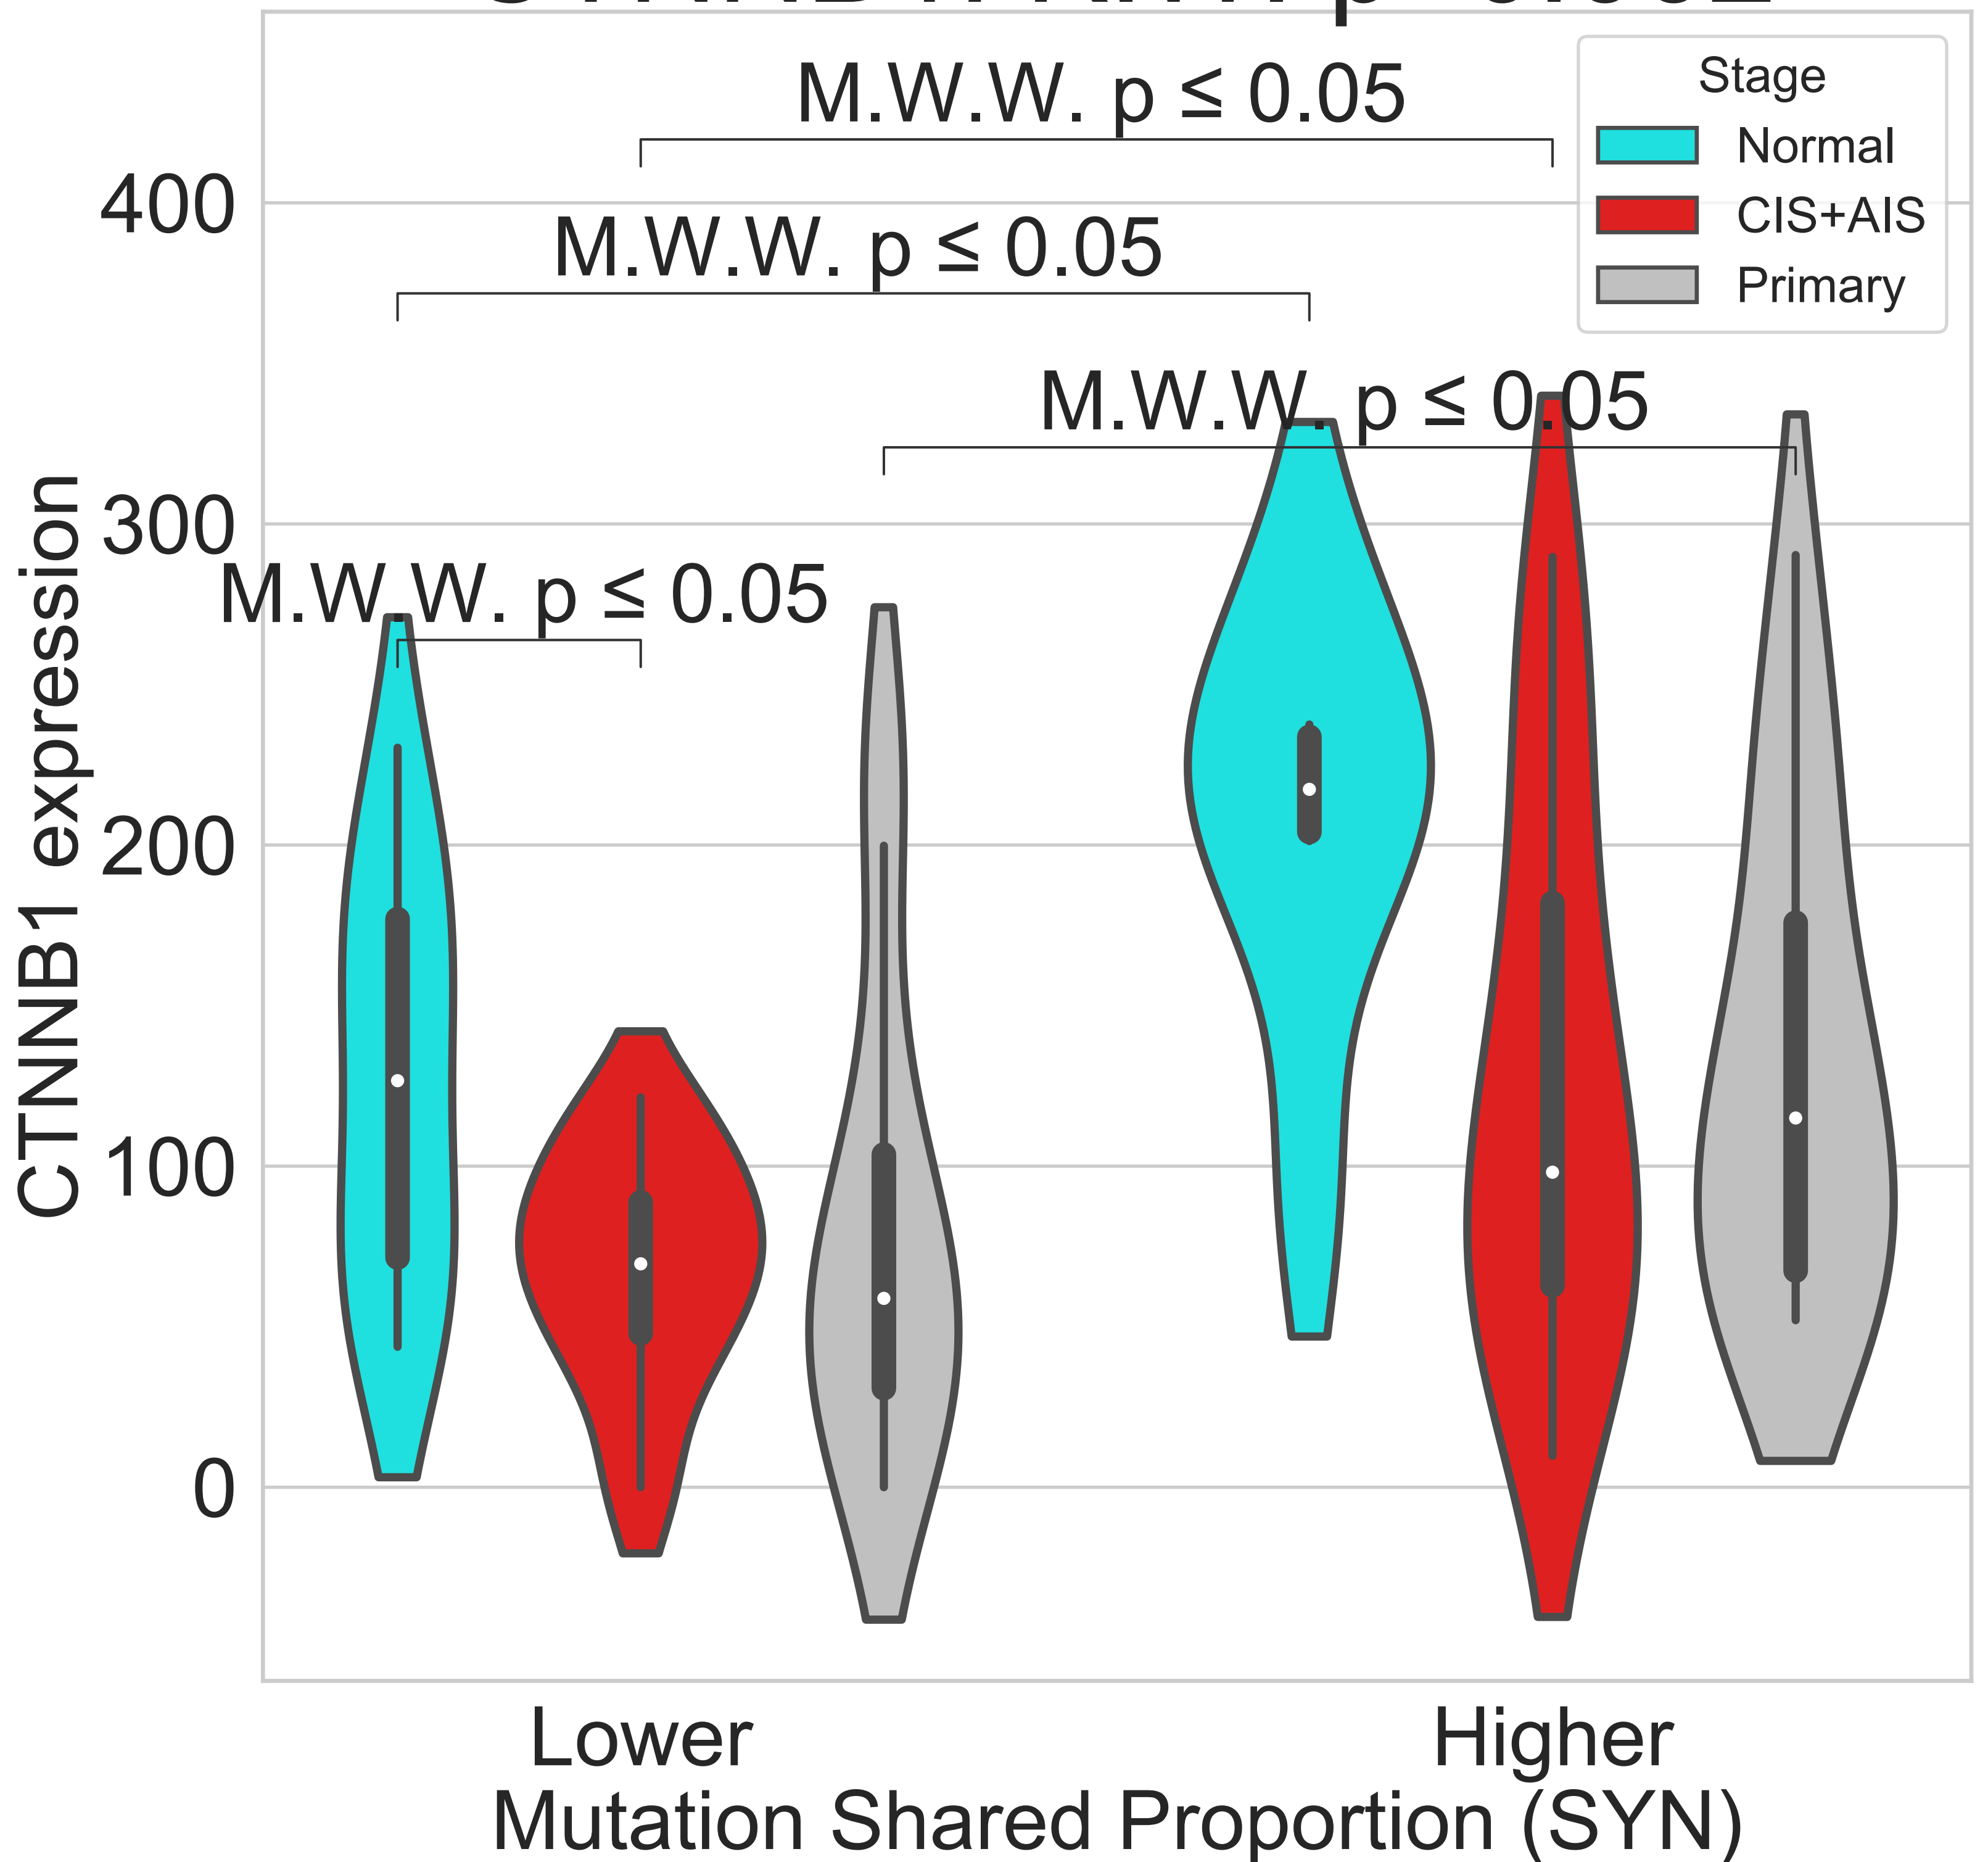 M.W.W. p ≤ 0.05
Stage
Normal
CIS+AIS
Primary
400
M.W.W. p ≤ 0.05
M.W.W. p ≤ 0.05
300
M.W.W. p ≤ 0.05
200
100
0
CTNNB1 expression
Lower
Higher
Mutation Shared Proportion (SYN)